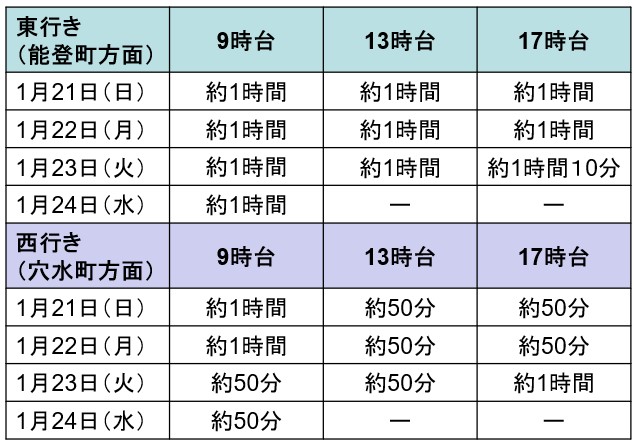 東行き
（能登町方面） 9時台 13時台 17時台
1月21日（日） 約1時間 約1時間 約1時間
1月22日（月） 約1時間 約1時間 約1時間
1月23日（火） 約1時間 約1時間 約1時間10分
1月24日（水） 約1時間 ― ―
西行き
（穴水町方面） 9時台 13時台 17時台
1月21日（日） 約1時間 約50分 約50分
1月22日（月） 約1時間 約50分 約50分
1月23日（火） 約50分 約50分 約1時間
1月24日（水） 約50分 ― ―